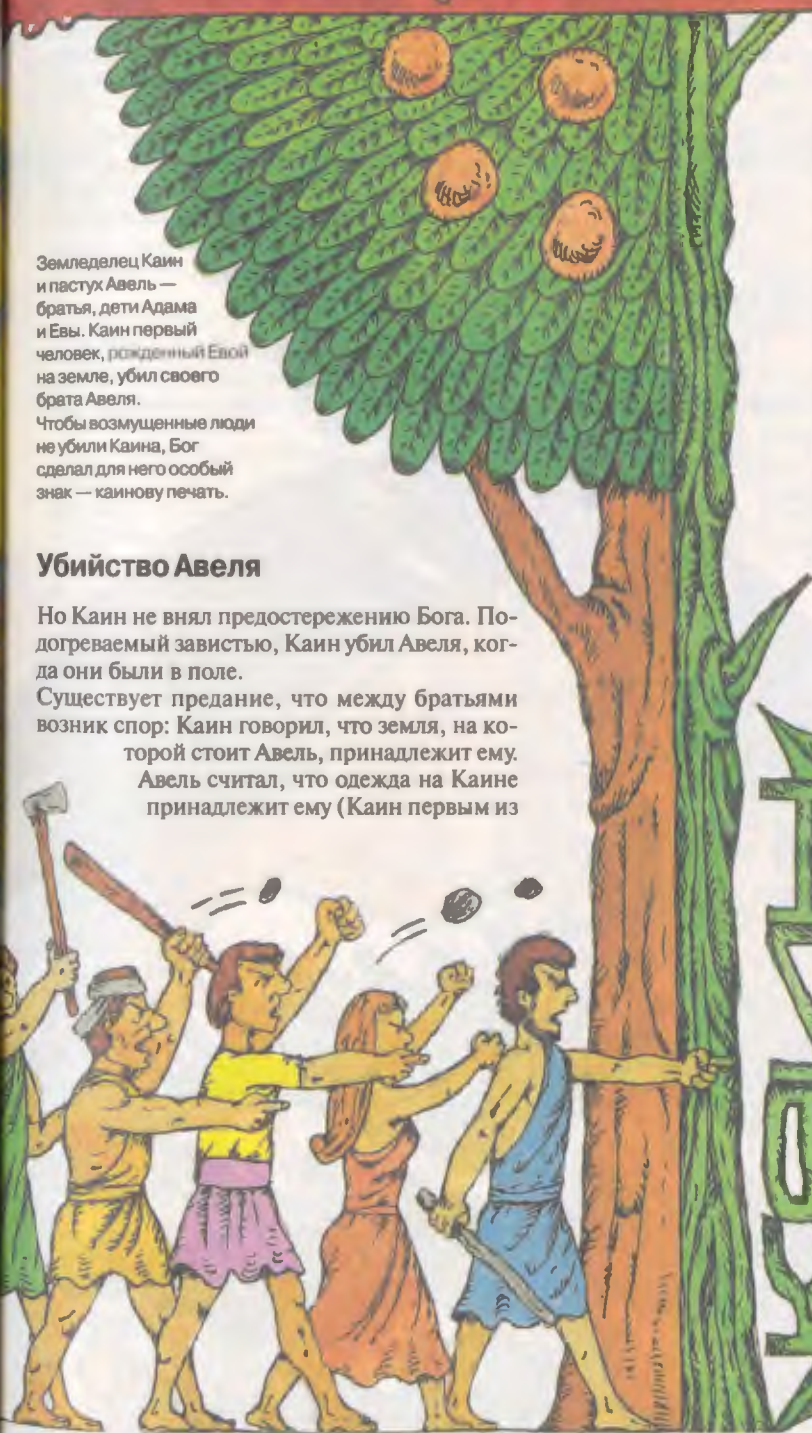 Земледелец Каин
и пастух Авель —
братья, дети Адама
и Евы. Каин первый
человек, рожденный Евой
на земле, убил своего
брата Авеля.
Чтобы возмущенные люди
не убили Каина, Бог
сделал для него особый
знак — каинову печать.
Убийство Авеля
Но Каин не внял предостережению Бога. По-
догреваемый завистью, Каин убил Авеля, ког-
да они были в поле.
Существует предание, что между братьями
возник спор: Каин говорил, что земля, на ко-
торой стоит Авель, принадлежит ему.
Авель считал, что одежда на Каине
принадлежит ему (Каин первым из
Каин